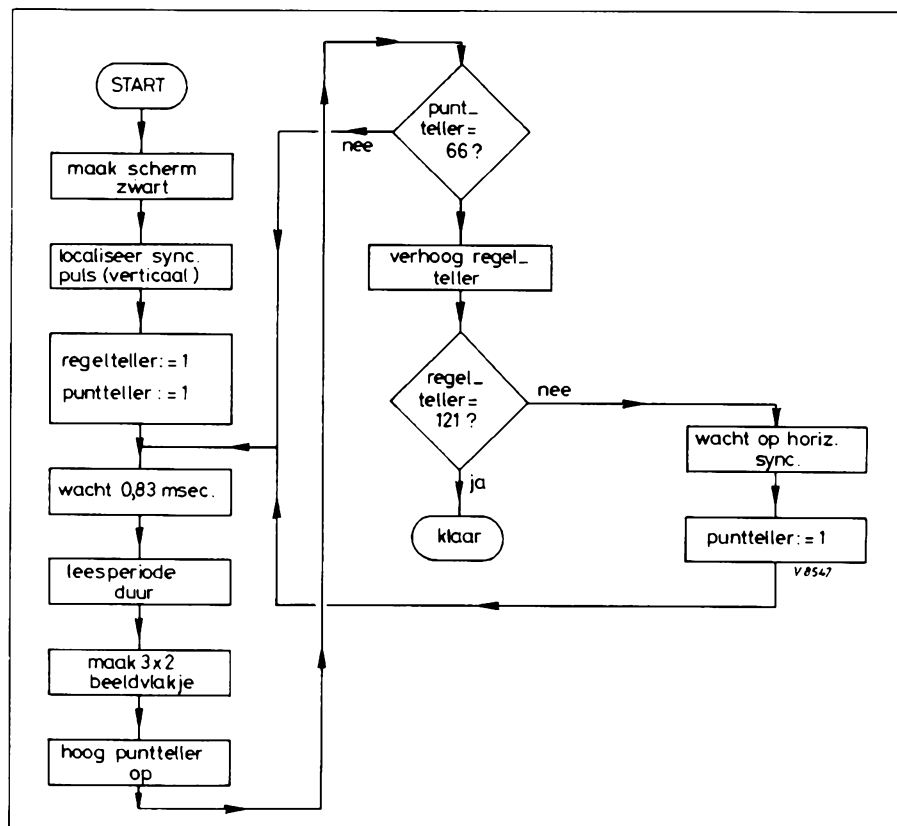 START
maak scherm
zwart
localiseer sync.
puls (verticaal)
regelteller: = 1
puntteller : = 1
wacht 0,83 msec.
leesperiode
duur
maak 3x2
beeldvlakje
hoog puntteller
op
punt_
teller =
66 ?
nee
verhoog regel_
teller
regel_
teller =
121 ?
nee
ja
klaar
wacht op horiz.
sync.
puntteller: = 1
V 8547